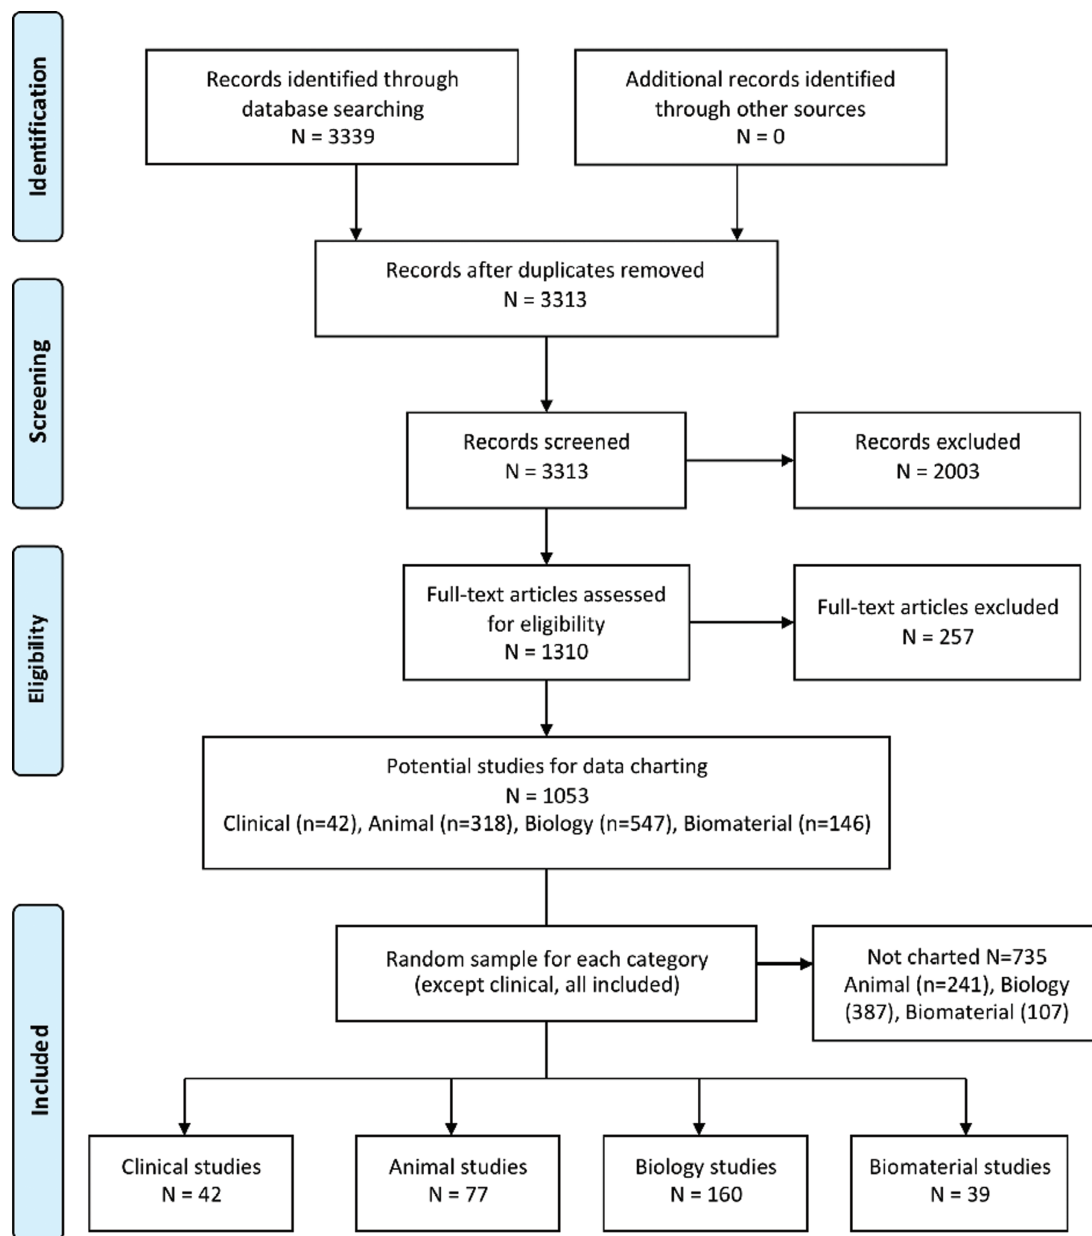 Identification
Records identified through
database searching
N = 3339
Additional records identified
through other sources
N = 0
Records after duplicates removed
N = 3313
Screening
Records screened
N = 3313
Records excluded
N = 2003
Eligibility
Full-text articles assessed
for eligibility
N = 1310
Full-text articles excluded
N = 257
Potential studies for data charting
N = 1053
Clinical (n=42), Animal (n=318), Biology (n=547), Biomaterial (n=146)
Included
Random sample for each category
(except clinical, all included)
Not charted N=735
Animal (n=241), Biology
(387), Biomaterial (107)
Clinical studies
N = 42
Animal studies
N = 77
Biology studies
N = 160
Biomaterial studies
N = 39